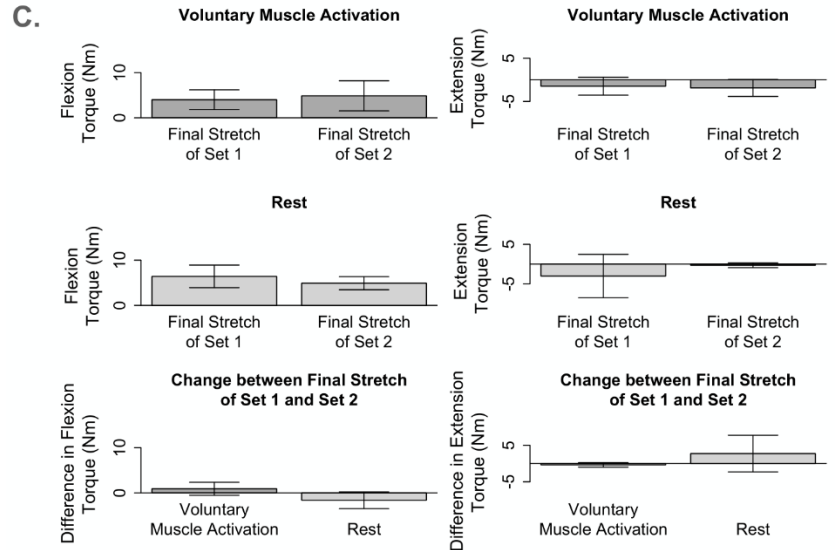 C.
Voluntary Muscle Activation
Flexion
Torque (Nm)
10
0
Final Stretch
of Set 1
Final Stretch
of Set 2
Voluntary Muscle Activation
Extension
Torque (Nm)
5
-5
Final Stretch
of Set 1
Final Stretch
of Set 2
Rest
Flexion
Torque (Nm)
10
0
Final Stretch
of Set 1
Final Stretch
of Set 2
Rest
Extension
Torque (Nm)
5
-5
Final Stretch
of Set 1
Final Stretch
of Set 2
Change between Final Stretch
of Set 1 and Set 2
Difference in Flexion
Torque (Nm)
10
0
Voluntary
Muscle Activation
Rest
Change between Final Stretch
of Set 1 and Set 2
Difference in Extension
Torque (Nm)
5
-5
Voluntary
Muscle Activation
Rest